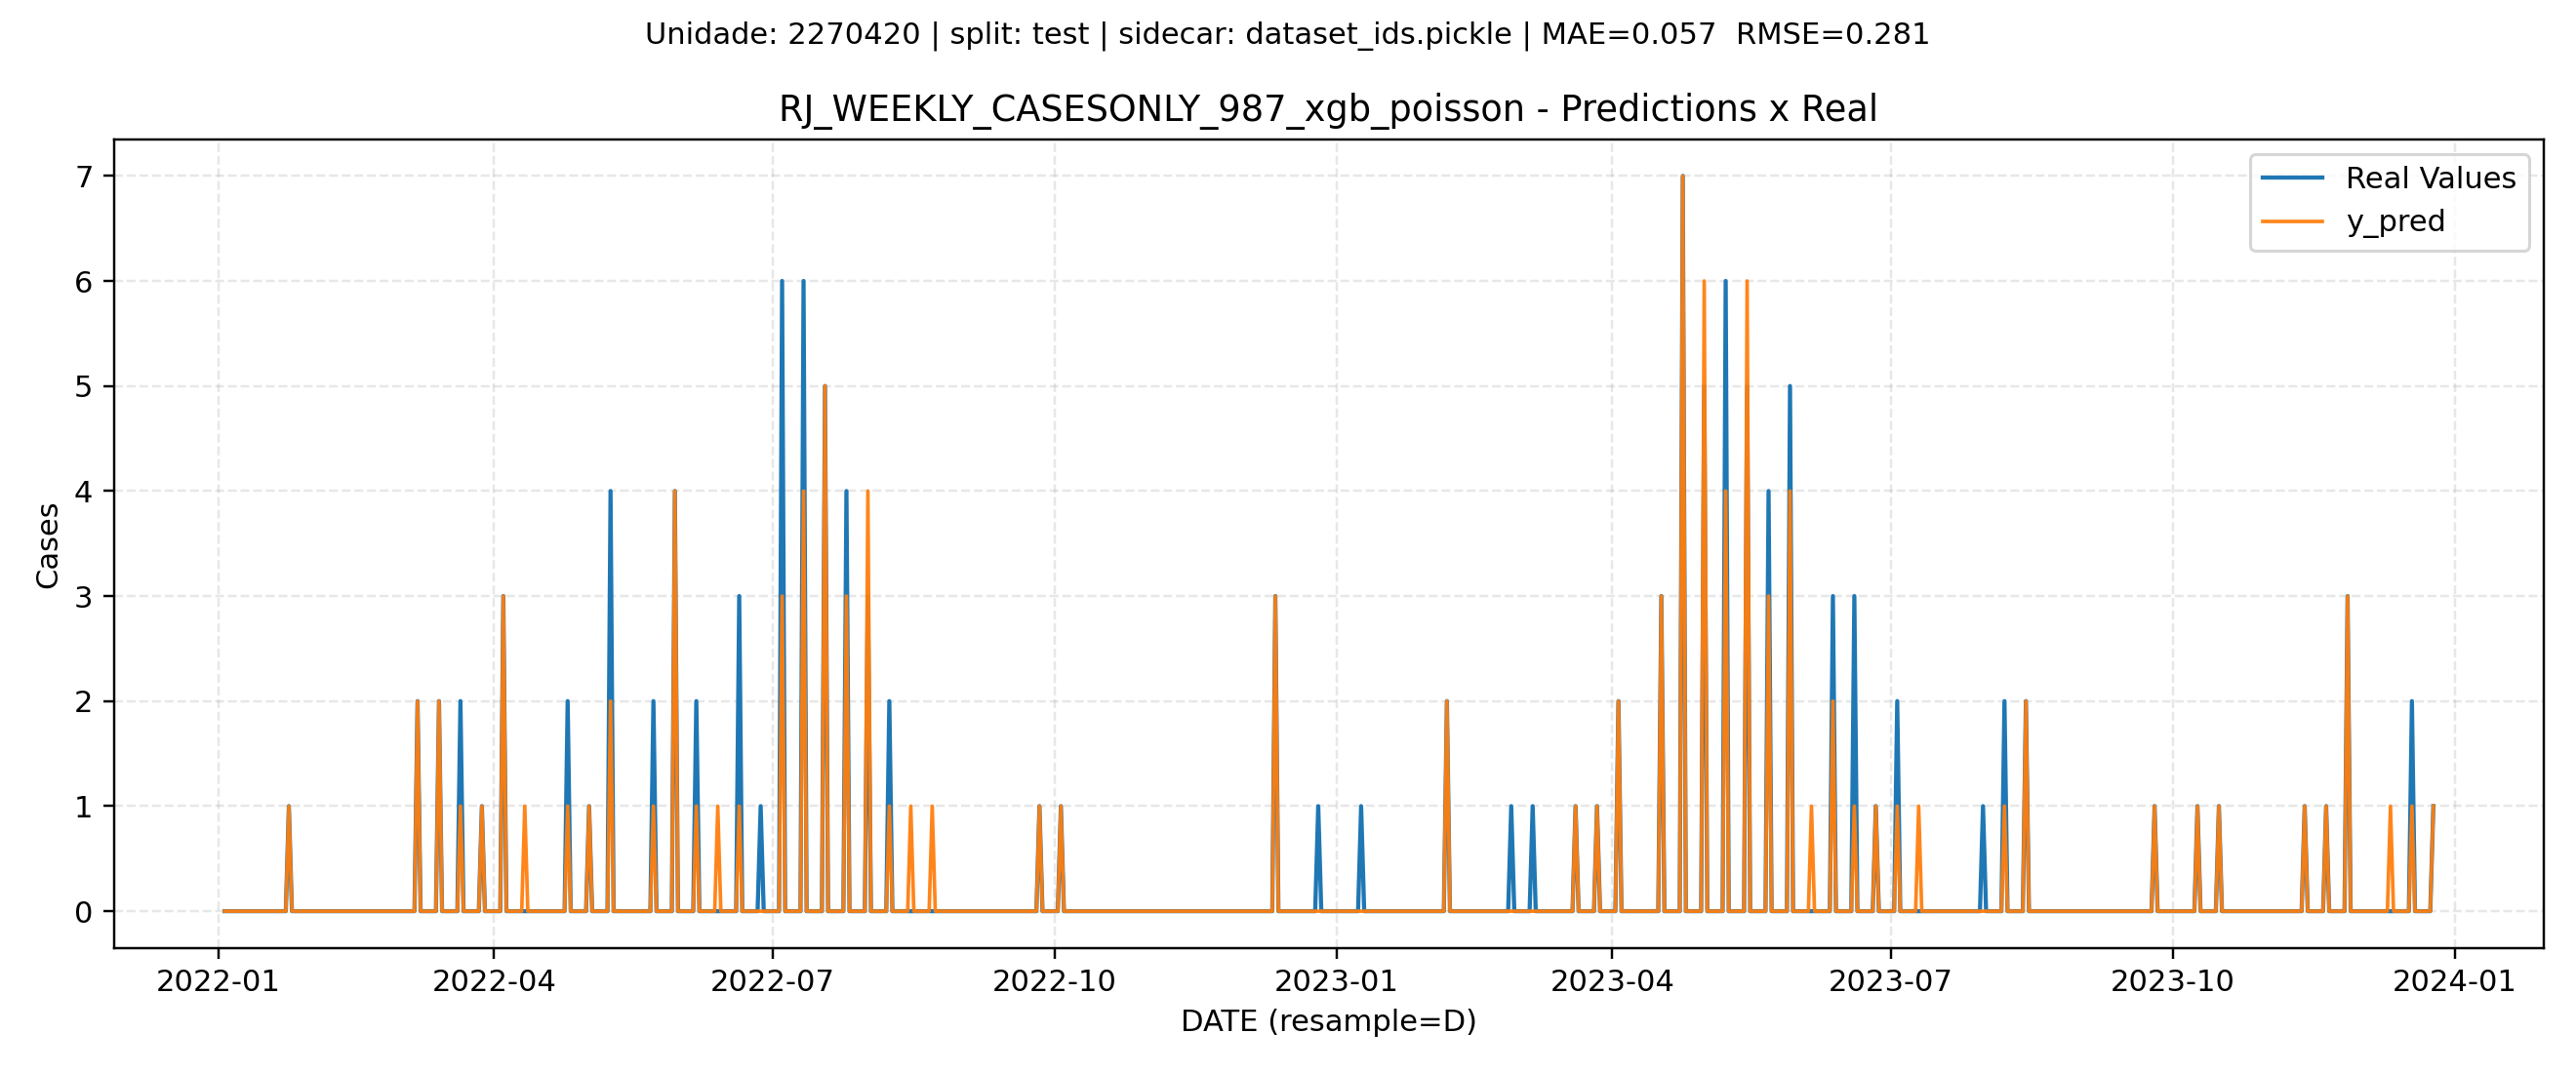 Unidade: 2270420 | split: test | sidecar: dataset_ids.pickle | MAE=0.057  RMSE=0.281
RJ_WEEKLY_CASESONLY_987_xgb_poisson - Predictions x Real
Real Values
y_pred
Cases
7
6
5
4
3
2
1
0
2022-01
2022-04
2022-07
2022-10
2023-01
2023-04
2023-07
2023-10
2024-01
DATE (resample=D)